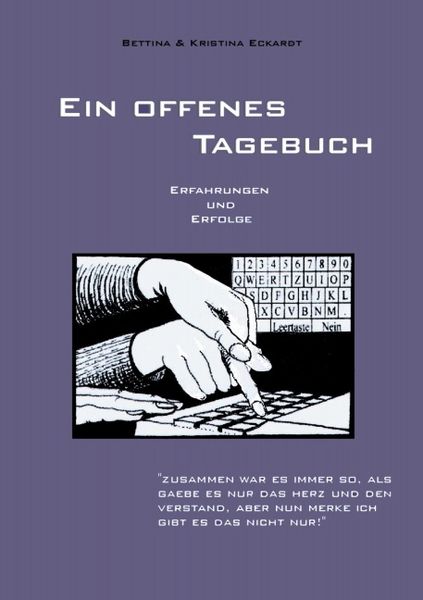 Bettina & Kristina Eckardt
Ein offenes
Tagebuch
Erfahrungen
und
Erfolge
1 2 3 4 5 6 7 8 9 0
Q W E R T Z U I O P
S D F G H J K L
X C V B N M .
Leertaste Nein
"zusammen war es immer so, als
gaebe es nur das herz und den
verstand, aber nun merke ich
gibt es das nicht nur!"